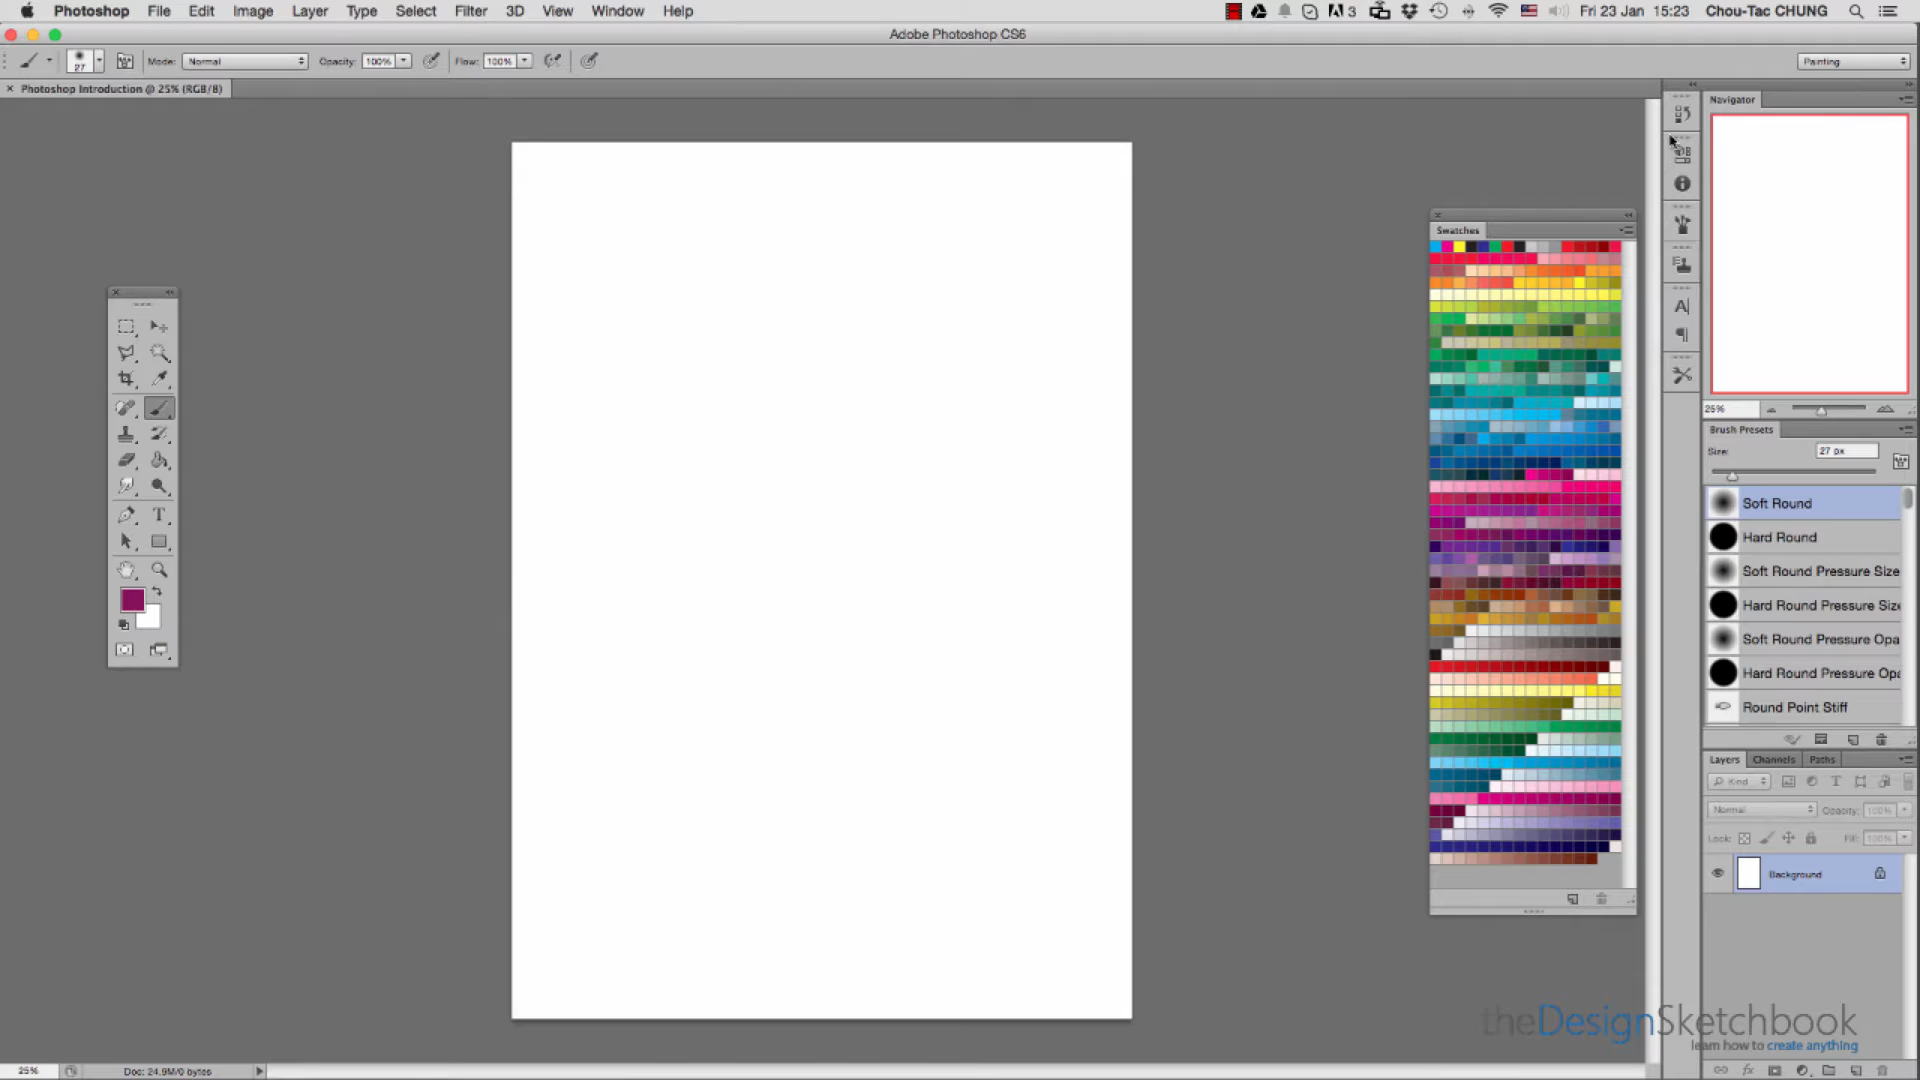 Photoshop File Edit Image Layer Type Select Filter 3D View Window Help 3 Fri 23 Jan 15:23 Chou-Tac CHUNG
Adobe Photoshop CS6
27 Mode: Normal Opacity: 100% Flow: 100% Painting
Photoshop Introduction @ 25% (RGB/8)
Navigator
Swatches
25%
Brush Presets
Size: 27 px
Soft Round
Hard Round
Soft Round Pressure Size
Hard Round Pressure Size
Soft Round Pressure Opa
Hard Round Pressure Opa
Round Point Stiff
Layers Channels Paths
Kind
Normal Opacity: 100%
Lock: Fill: 100%
Background
theDesignSketchbook
learn how to create anything
25% Doc: 24.9M/0 bytes